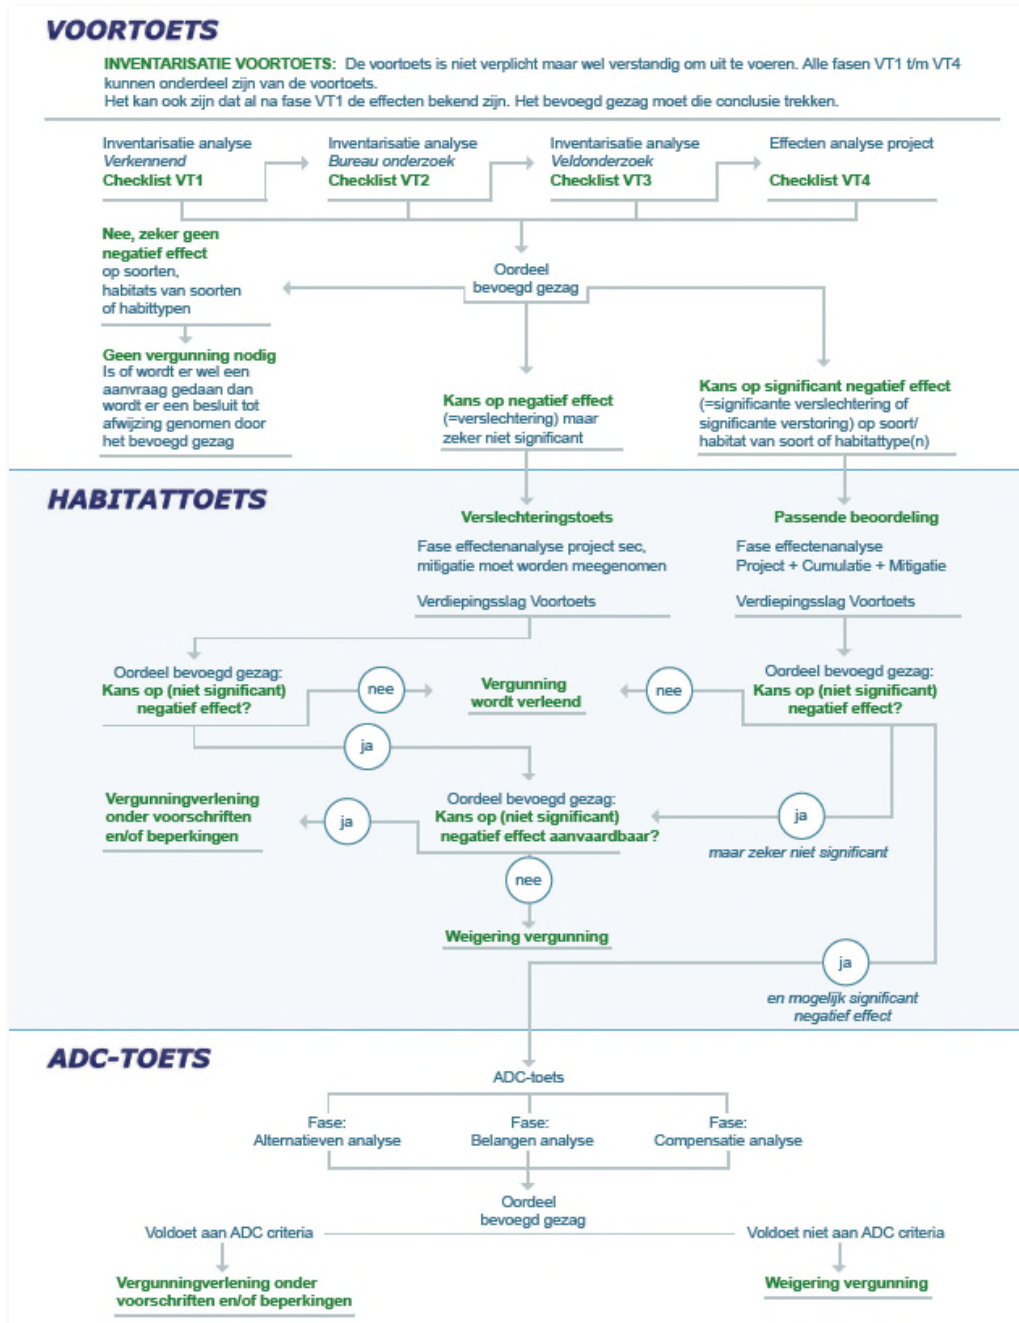 VOORTOETS
INVENTARISATIE VOORTOETS: De voortoets is niet verplicht maar wel verstandig om uit te voeren. Alle fasen VT1 t/m VT4
kunnen onderdeel zijn van de voortoets.
Het kan ook zijn dat al na fase VT1 de effecten bekend zijn. Het bevoegd gezag moet die conclusie trekken.
Inventarisatie analyse
Verkennend
Checklist VT1
Inventarisatie analyse
Bureau onderzoek
Checklist VT2
Inventarisatie analyse
Veldonderzoek
Checklist VT3
Effecten analyse project
Checklist VT4
Oordeel
bevoegd gezag
Nee, zeker geen
negatief effect
op soorten,
habitats van soorten
of habittypen
Geen vergunning nodig
Is of wordt er wel een
aanvraag gedaan dan
wordt er een besluit tot
afwijzing genomen door
het bevoegd gezag
Kans op negatief effect
(=verslechtering) maar
zeker niet significant
Kans op significant negatief effect
(=significante verslechtering of
significante verstoring) op soort/
habitat van soort of habitattype(n)
HABITATTOETS
Verslechteringstoets
Fase effectenanalyse project sec,
mitigatie moet worden meegenomen
Verdiepingsslag Voortoets
Passende beoordeling
Fase effectenanalyse
Project + Cumulatie + Mitigatie
Verdiepingsslag Voortoets
Oordeel bevoegd gezag:
Kans op (niet significant)
negatief effect?
nee
Vergunning
wordt verleend
nee
Oordeel bevoegd gezag:
Kans op (niet significant)
negatief effect?
ja
Vergunningverlening
onder voorschriften
en/of beperkingen
ja
Oordeel bevoegd gezag:
Kans op (niet significant)
negatief effect aanvaardbaar?
ja
maar zeker niet significant
nee
Weigering vergunning
ja
en mogelijk significant
negatief effect
ADC-TOETS
ADC-toets
Fase:
Alternatieven analyse
Fase:
Belangen analyse
Fase:
Compensatie analyse
Oordeel
bevoegd gezag
Voldoet aan ADC criteria
Voldoet niet aan ADC criteria
Vergunningverlening onder
voorschriften en/of beperkingen
Weigering vergunning